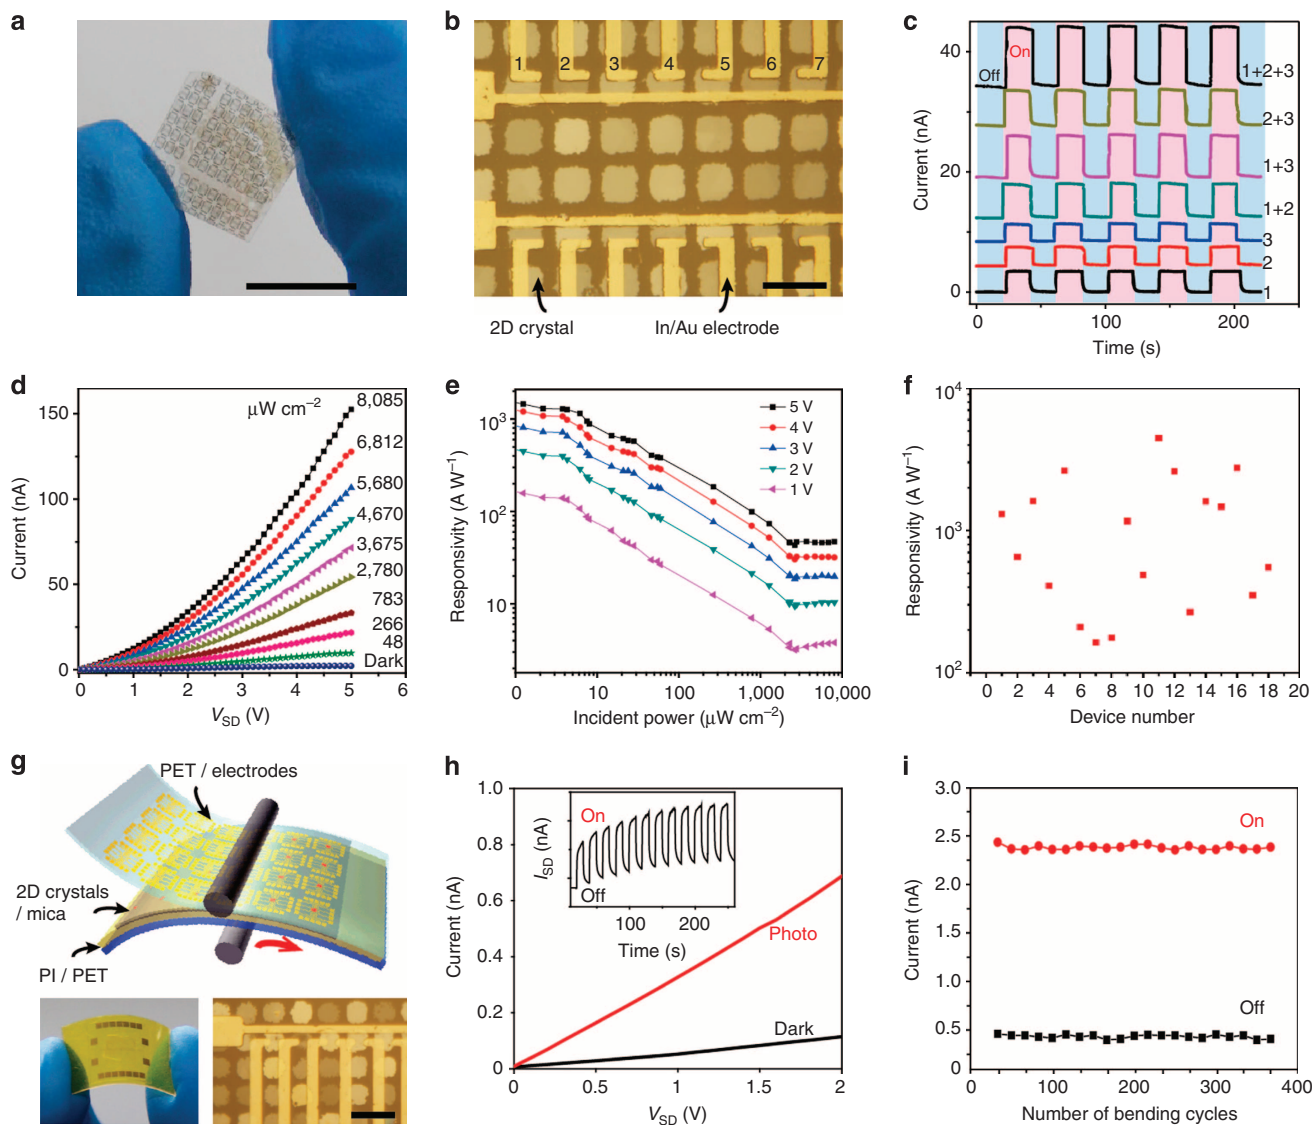 a
b
1 2 3 4 5 6 7
2D crystal
In/Au electrode
c
Current (nA)
40
20
0
Off
On
1+2+3
2+3
1+3
1+2
3
2
1
0 100 200
Time (s)
d
Current (nA)
150
100
50
0
μW cm−2
8,085
6,812
5,680
4,670
3,675
2,780
783
266
48
Dark
0 1 2 3 4 5 6
VSD (V)
e
Responsivity (A W−1)
10³
10²
10
5 V
4 V
3 V
2 V
1 V
0 10 100 1,000 10,000
Incident power (μW cm−2)
f
Responsivity (A W−1)
10⁴
10³
10²
0 2 4 6 8 10 12 14 16 18 20
Device number
g
PET / electrodes
2D crystals
/ mica
PI / PET
h
Current (nA)
1.0
0.8
0.6
0.4
0.2
0
On
Off
ISD (nA)
100 200
Time (s)
Photo
Dark
0 0.5 1 1.5 2
VSD (V)
i
Current (nA)
3.0
2.5
2.0
1.5
1.0
0.5
0
On
Off
0 100 200 300 400
Number of bending cycles